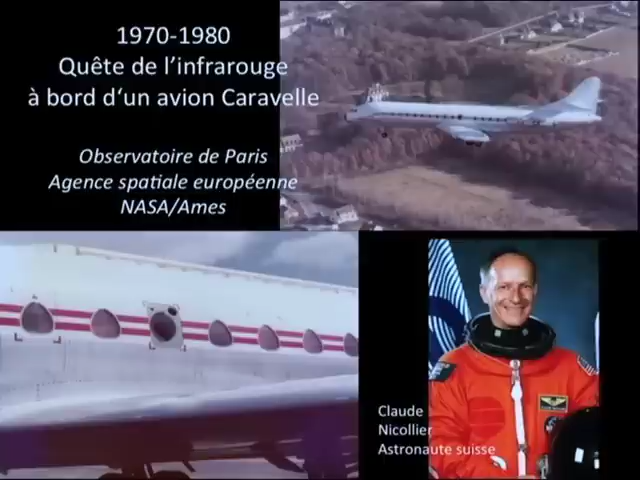 1970-1980
Quête de l'infrarouge
à bord d'un avion Caravelle
Observatoire de Paris
Agence spatiale européenne
NASA/Ames
Claude
Nicollier
Astronaute suisse